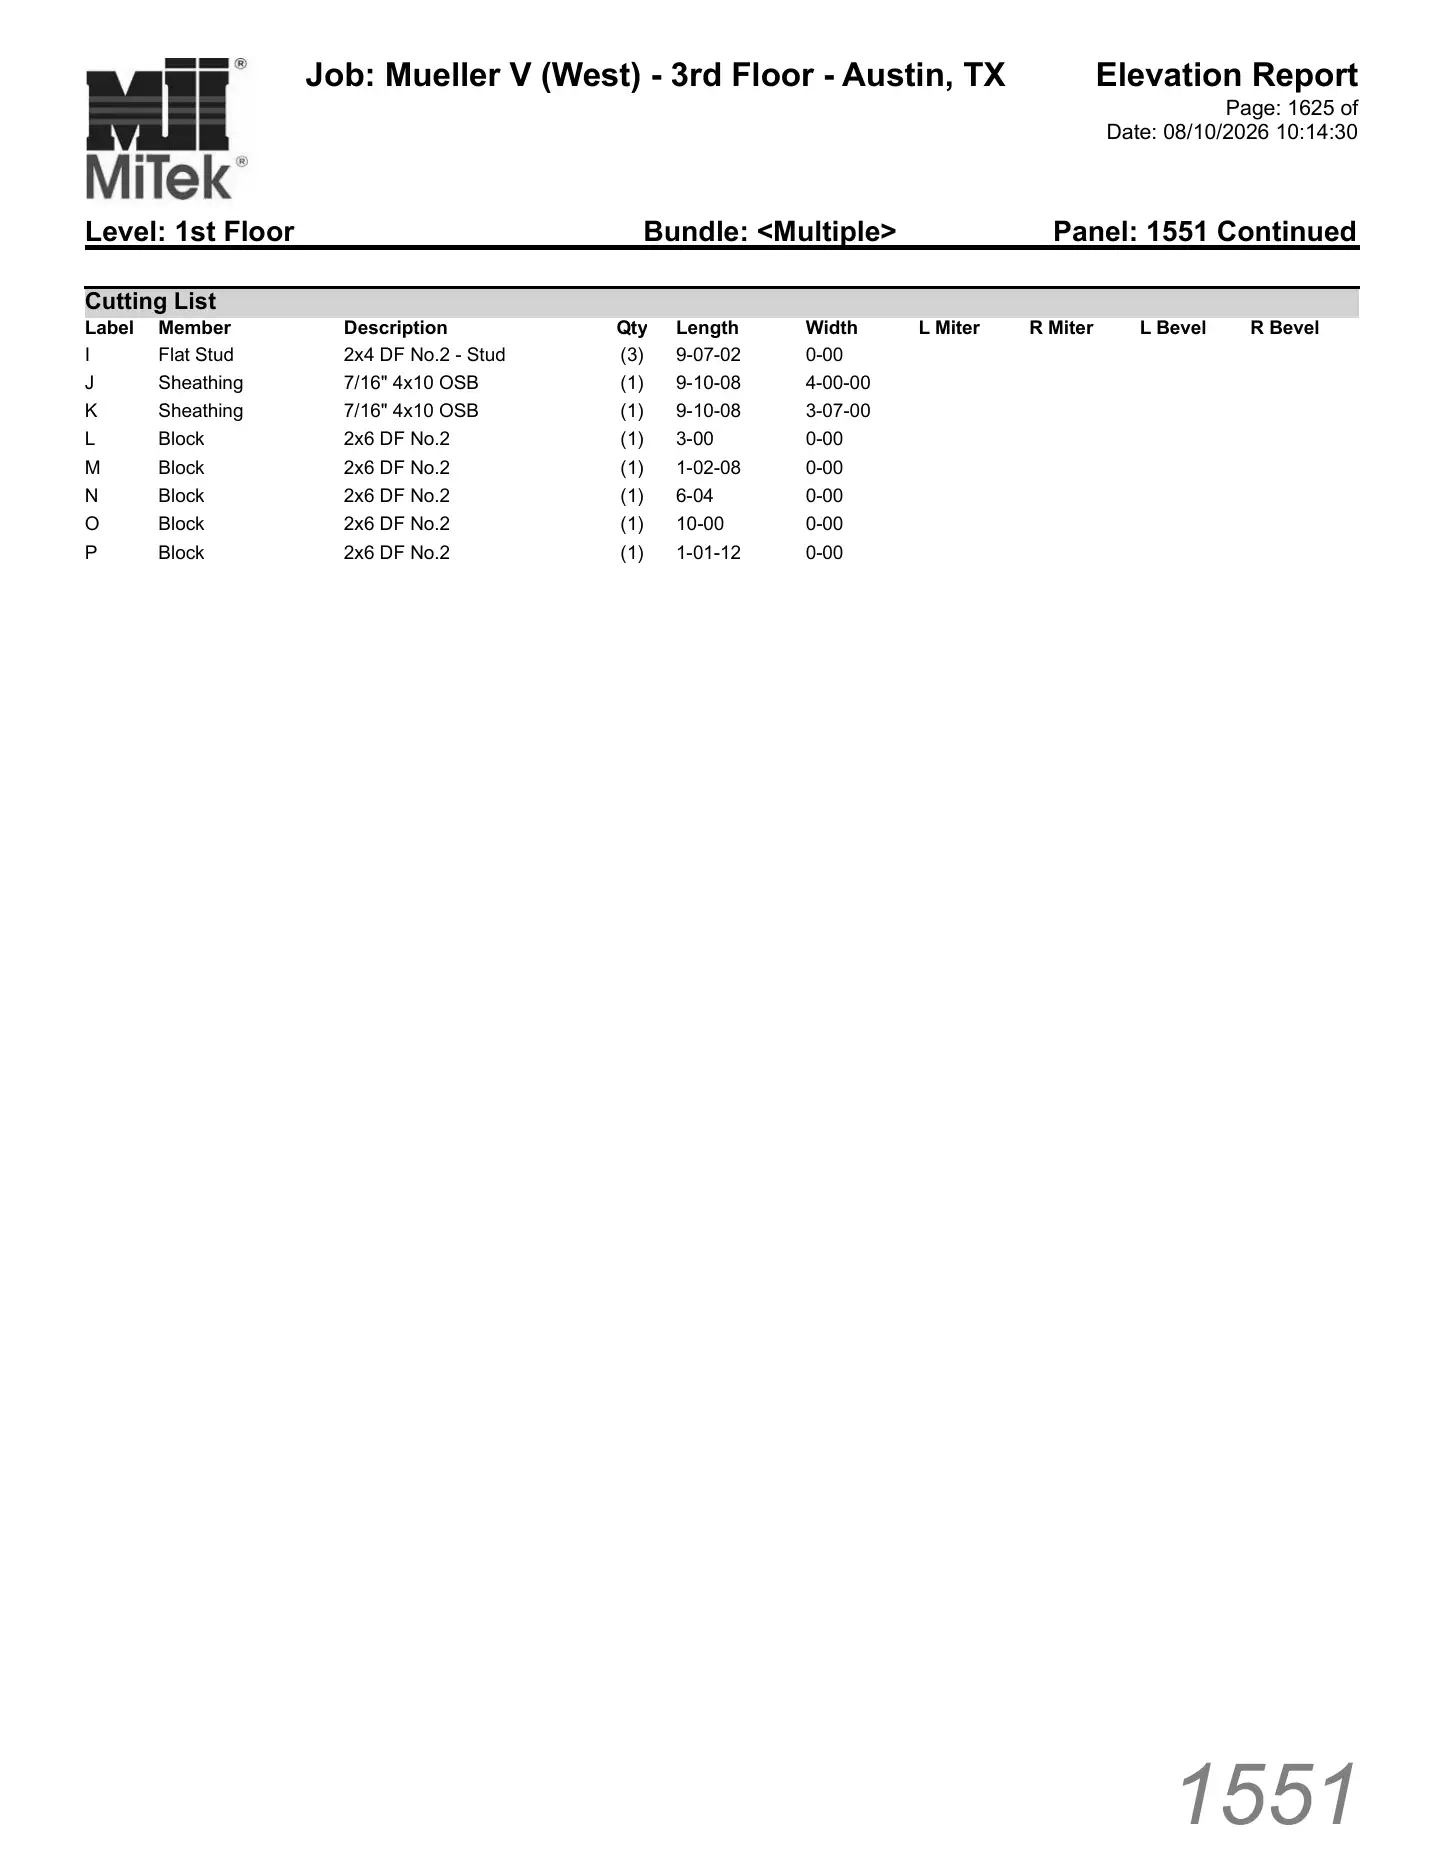 MiTek®
Job: Mueller V (West) - 3rd Floor - Austin, TX
Elevation Report
Page: 1625 of
Date: 08/10/2026 10:14:30
Level: 1st Floor Bundle: <Multiple> Panel: 1551 Continued
Cutting List
Label Member Description Qty Length Width L Miter R Miter L Bevel R Bevel
I Flat Stud 2x4 DF No.2 - Stud (3) 9-07-02 0-00
J Sheathing 7/16" 4x10 OSB (1) 9-10-08 4-00-00
K Sheathing 7/16" 4x10 OSB (1) 9-10-08 3-07-00
L Block 2x6 DF No.2 (1) 3-00 0-00
M Block 2x6 DF No.2 (1) 1-02-08 0-00
N Block 2x6 DF No.2 (1) 6-04 0-00
O Block 2x6 DF No.2 (1) 10-00 0-00
P Block 2x6 DF No.2 (1) 1-01-12 0-00
1551